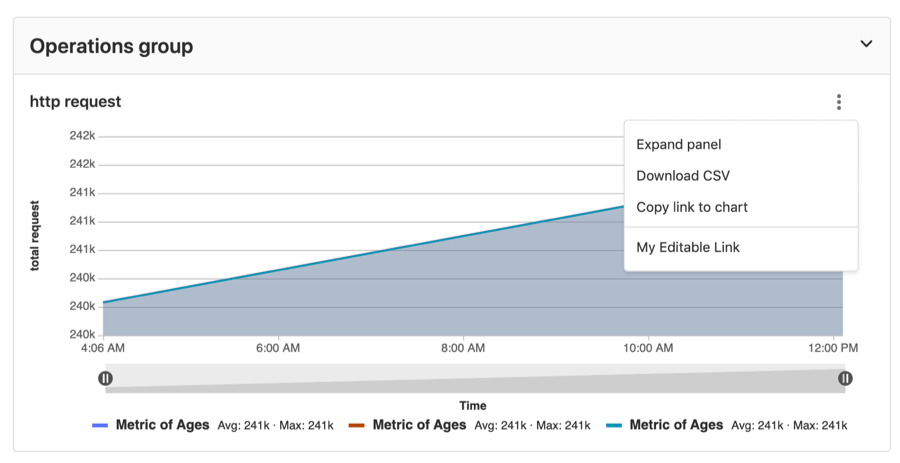 Operations group
http request
Expand panel
Download CSV
Copy link to chart
My Editable Link
total request
242k
242k
241k
241k
241k
240k
240k
240k
4:06 AM 6:00 AM 8:00 AM 10:00 AM 12:00 PM
Time
Metric of Ages Avg: 241k · Max: 241k Metric of Ages Avg: 241k · Max: 241k Metric of Ages Avg: 241k · Max: 241k